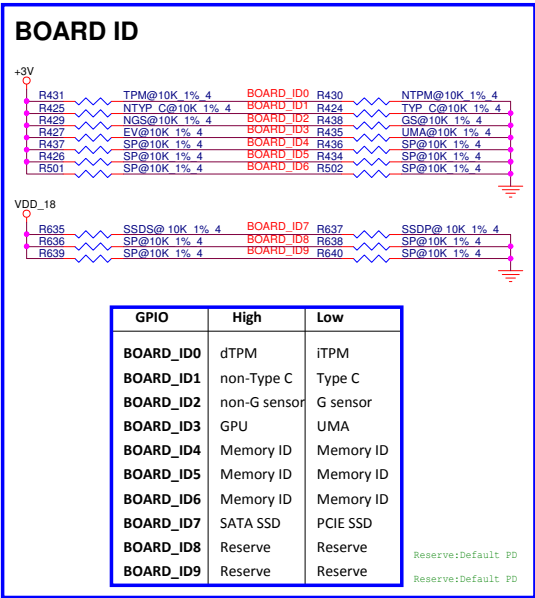 BOARD ID
+3V
R431 TPM@10K_1%_4 BOARD_ID0 R430 NTPM@10K_1%_4
R425 NTYP_C@10K_1%_4 BOARD_ID1 R424 TYP_C@10K_1%_4
R429 NGS@10K_1%_4 BOARD_ID2 R438 GS@10K_1%_4
R427 EV@10K_1%_4 BOARD_ID3 R435 UMA@10K_1%_4
R437 SP@10K_1%_4 BOARD_ID4 R436 SP@10K_1%_4
R426 SP@10K_1%_4 BOARD_ID5 R434 SP@10K_1%_4
R501 SP@10K_1%_4 BOARD_ID6 R502 SP@10K_1%_4
VDD_18
R635 SSDS@ 10K_1%_4 BOARD_ID7 R637 SSDP@ 10K_1%_4
R636 SP@10K_1%_4 BOARD_ID8 R638 SP@10K_1%_4
R639 SP@10K_1%_4 BOARD_ID9 R640 SP@10K_1%_4
GPIO High Low
BOARD_ID0 dTPM iTPM
BOARD_ID1 non-Type C Type C
BOARD_ID2 non-G sensor G sensor
BOARD_ID3 GPU UMA
BOARD_ID4 Memory ID Memory ID
BOARD_ID5 Memory ID Memory ID
BOARD_ID6 Memory ID Memory ID
BOARD_ID7 SATA SSD PCIE SSD
BOARD_ID8 Reserve Reserve Reserve:Default PD
BOARD_ID9 Reserve Reserve Reserve:Default PD